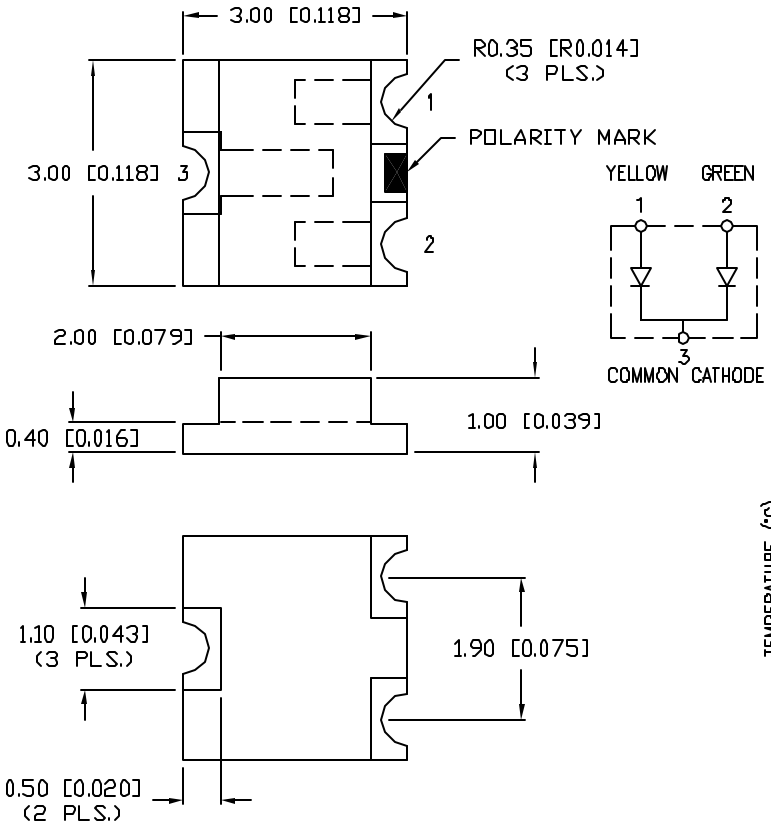 3.00 [0.118]
R0.35 [R0.014]
(3 PLS.)
1
POLARITY MARK
3.00 [0.118]
3
2
YELLOW GREEN
1 2
3
COMMON CATHODE
2.00 [0.079]
1.00 [0.039]
0.40 [0.016]
TEMPERATURE (°C)
1.10 [0.043]
(3 PLS.)
1.90 [0.075]
0.50 [0.020]
(2 PLS.)